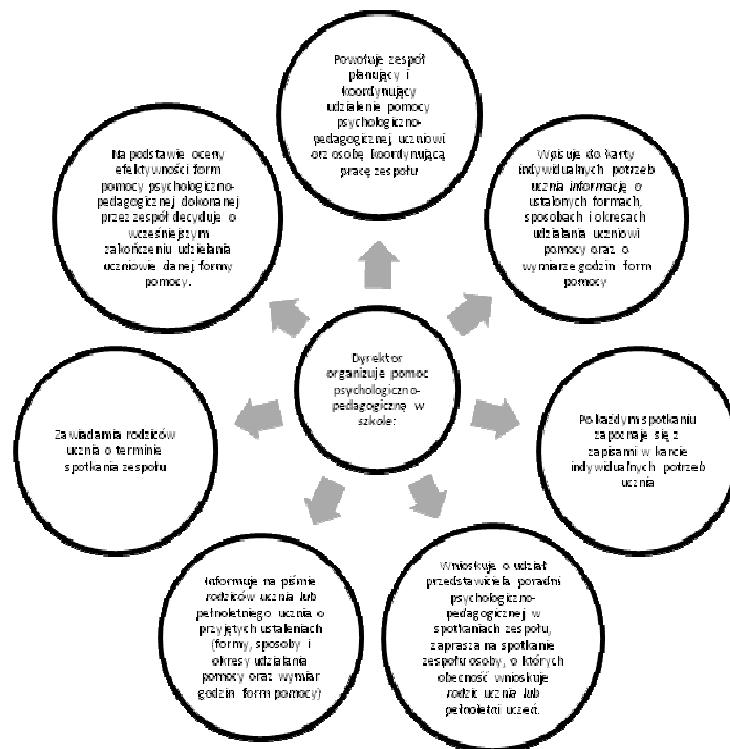 Powołuje zespół
planujący i
koordynujący
udzielenie pomocy
psychologiczno-
pedagogicznej uczniowi
oraz osobę koordynującą
pracę zespołu
Wpisuje do karty
indywidualnych potrzeb
ucznia informację o
ustalonych formach,
sposobach i okresach
udzielania uczniowi
pomocy oraz o
wymiarze godzin form
pomocy
Po każdym spotkaniu
zapoznaje się z
zapisami w karcie
indywidualnych potrzeb
ucznia
Wnioskuje o udział
przedstawiciela poradni
psychologiczno-
pedagogicznej w
spotkaniach zespołu,
zaprasza na spotkanie
zespołu osoby, o których
obecność wnioskuje
rodzic ucznia lub
pełnoletni uczeń.
Informuje na piśmie
rodziców ucznia lub
pełnoletniego ucznia o
przyjętych ustaleniach
(formy, sposoby i
okresy udzielania
pomocy oraz wymiar
godzin form pomocy)
Zawiadamia rodziców
ucznia o terminie
spotkania zespołu
Na podstawie oceny
efektywności form
pomocy psychologiczno-
pedagogicznej dokonanej
przez zespół decyduje o
wcześniejszym
zakończeniu udzielania
uczniowie danej formy
pomocy.
Dyrektor
organizuje pomoc
psychologiczno-
pedagogiczną w
szkole: